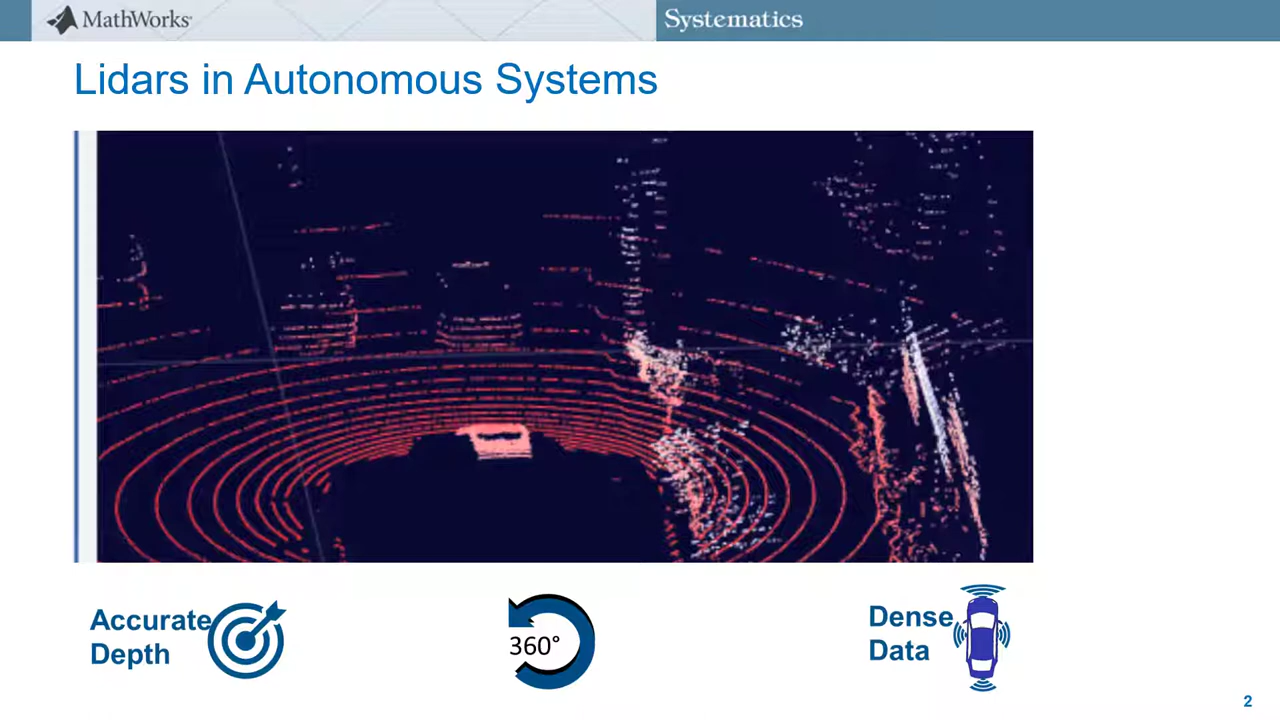 MathWorks
Systematics
Lidars in Autonomous Systems
Accurate
Depth
360°
Dense
Data
2